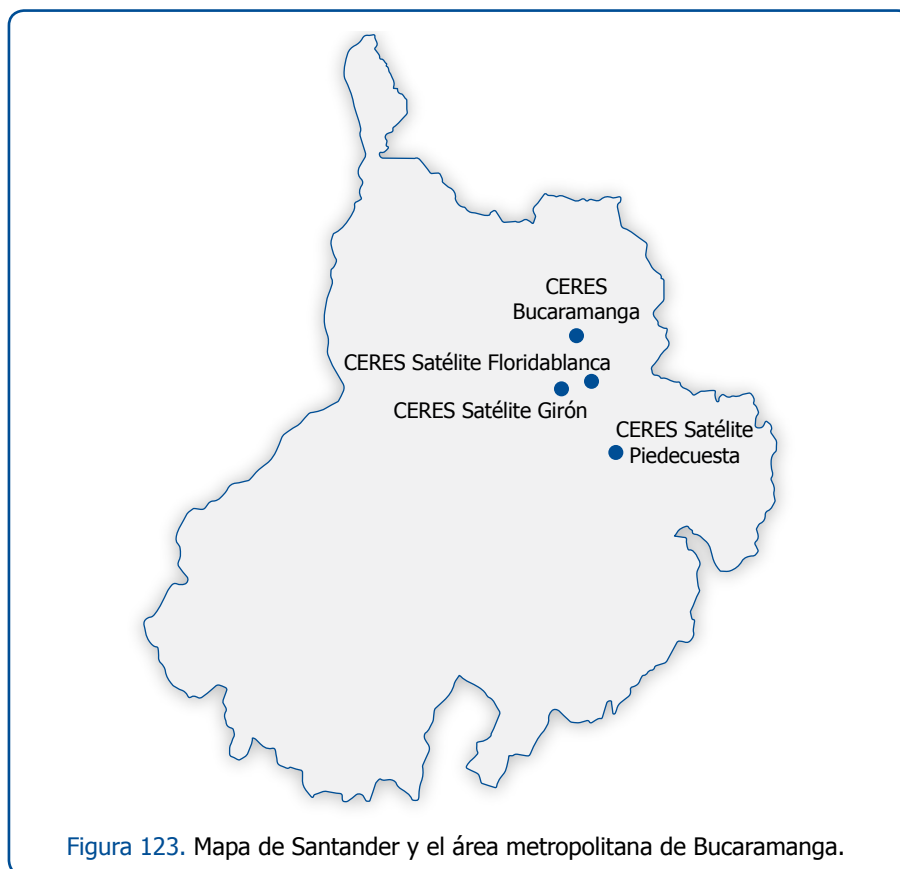 CERES
Bucaramanga
CERES Satélite Floridablanca
CERES Satélite Girón
CERES Satélite
Piedecuesta
Figura 123. Mapa de Santander y el área metropolitana de Bucaramanga.